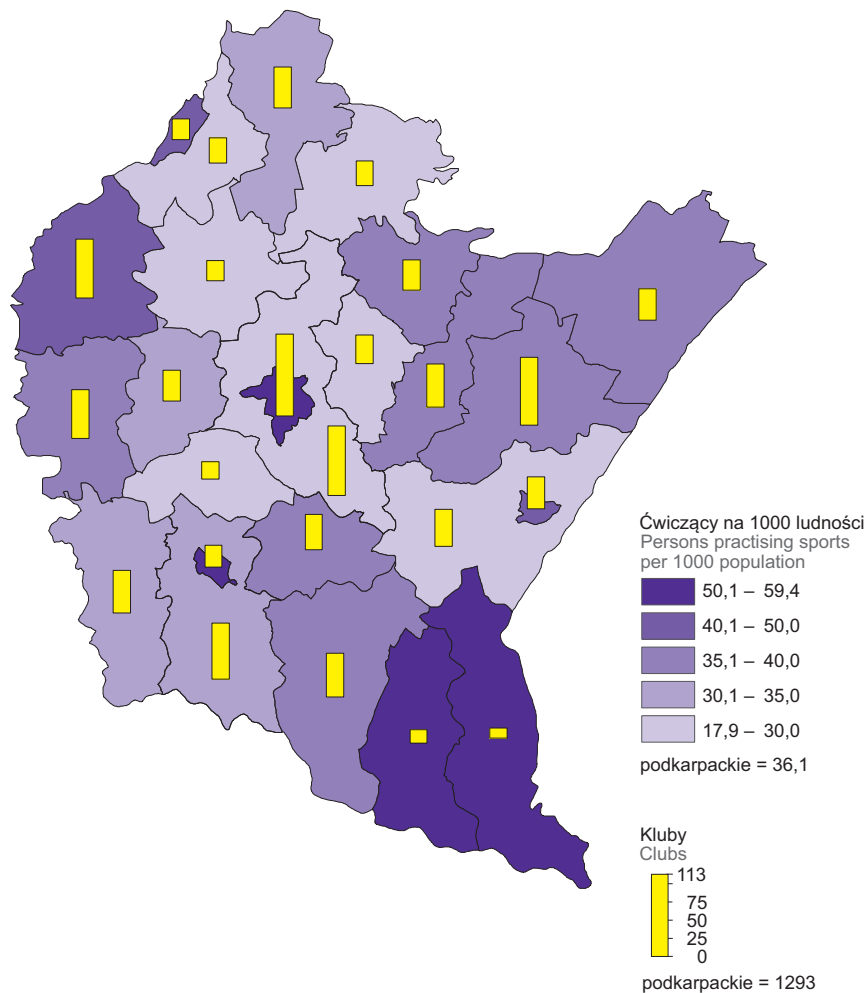 Ćwiczący na 1000 ludności
Persons practising sports
per 1000 population
50,1 – 59,4
40,1 – 50,0
35,1 – 40,0
30,1 – 35,0
17,9 – 30,0
podkarpackie = 36,1
Kluby
Clubs
113
75
50
25
0
podkarpackie = 1293